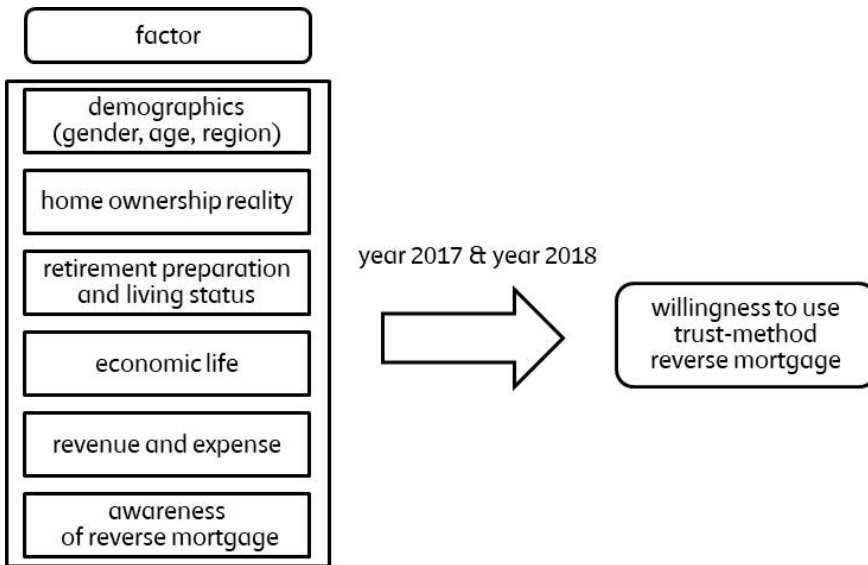 factor
demographics
(gender, age, region)
home ownership reality
retirement preparation
and living status
economic life
revenue and expense
awareness
of reverse mortgage
year 2017 & year 2018
willingness to use
trust-method
reverse mortgage